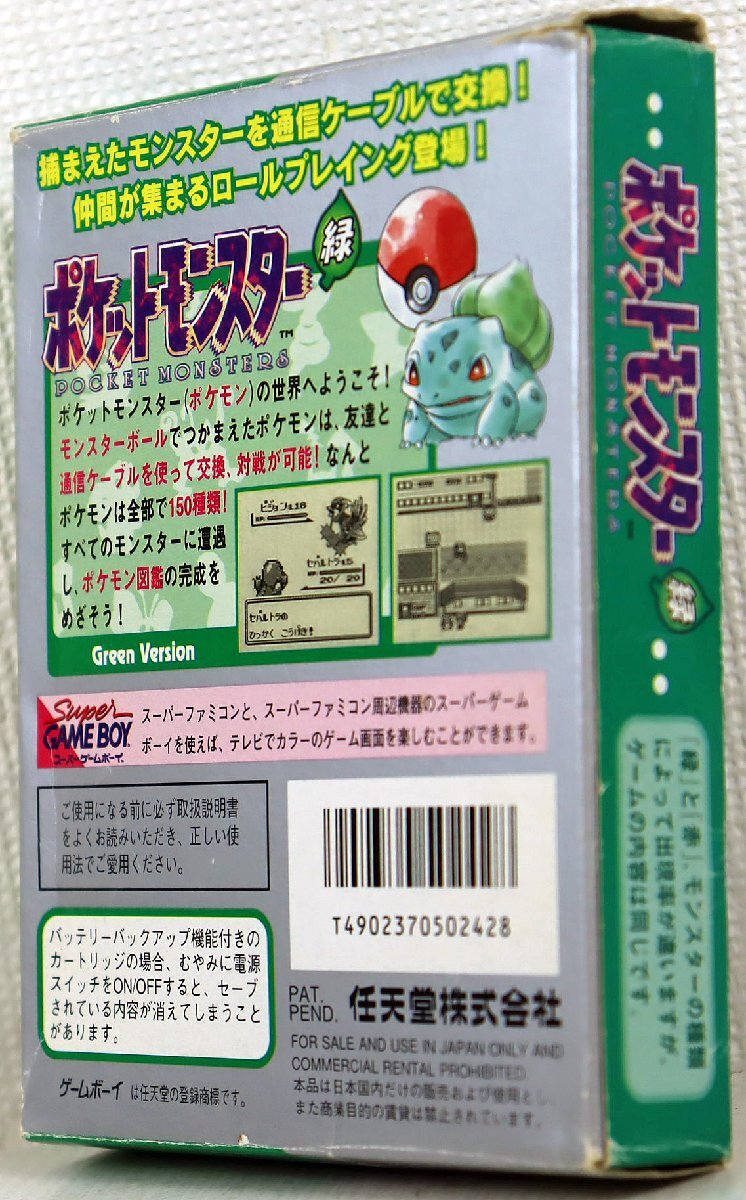 捕まえたモンスターを通信ケーブルで交換！
仲間が集まるロールプレイング登場！
ポケットモンスター
緑
TM
POCKET MONSTERS
ポケットモンスター(ポケモン)の世界へようこそ！
モンスターボールでつかまえたポケモンは、友達と
通信ケーブルを使って交換、対戦が可能！なんと
ポケモンは全部で150種類！
すべてのモンスターに遭遇
し、ポケモン図鑑の完成を
めざそう！
20/ 20
ひっかく こうげき！
Green Version
Super
GAME BOY
スーパーゲームボーイ
スーパーファミコンと、スーパーファミコン周辺機器のスーパーゲーム
ボーイを使えば、テレビでカラーのゲーム画面を楽しむことができます。
ご使用になる前に必ず取扱説明書
をよくお読みいただき、正しい使
用法でご愛用ください。
T4902370502428
バッテリーバックアップ機能付きの
カートリッジの場合、むやみに電源
スイッチをON/OFFすると、セーブ
されている内容が消えてしまうこと
があります。
PAT.
PEND.
任天堂株式会社
FOR SALE AND USE IN JAPAN ONLY AND
COMMERCIAL RENTAL PROHIBITED.
本品は日本国内だけの販売および使用とし、
また商業目的の賃貸は禁止されています。
ゲームボーイ は任天堂の登録商標です。
ポケットモンスター
POCKET MONSTERS
緑
「緑」と「赤」、モンスターの種類
によって出現率が違いますが、
ゲームの内容は同じです。